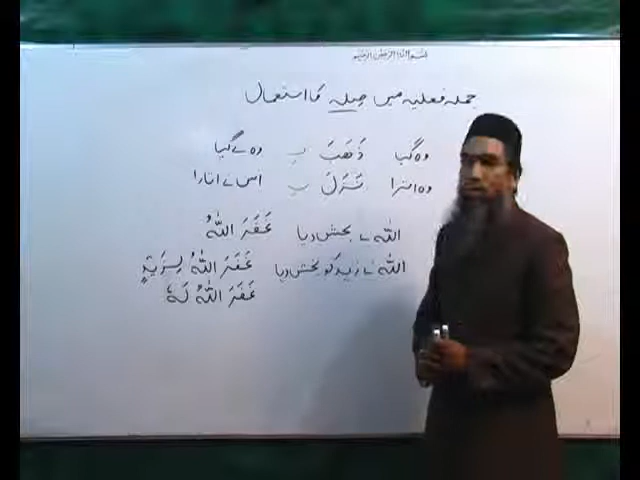 بسم اللہ الرحمن الرحیم
جملہ فعلیہ میں صِلہ کا استعمال
وہ گیا ذَهَبَ بِ وہ لے گیا
وہ اترا نَزَلَ بِ اس نے اتارا
اللہ نے بخش دیا غَفَرَ اللّٰهُ
اللہ نے زید کو بخش دیا غَفَرَ اللّٰهُ لِزَيْدٍ
غَفَرَ اللّٰهُ لَهٗ